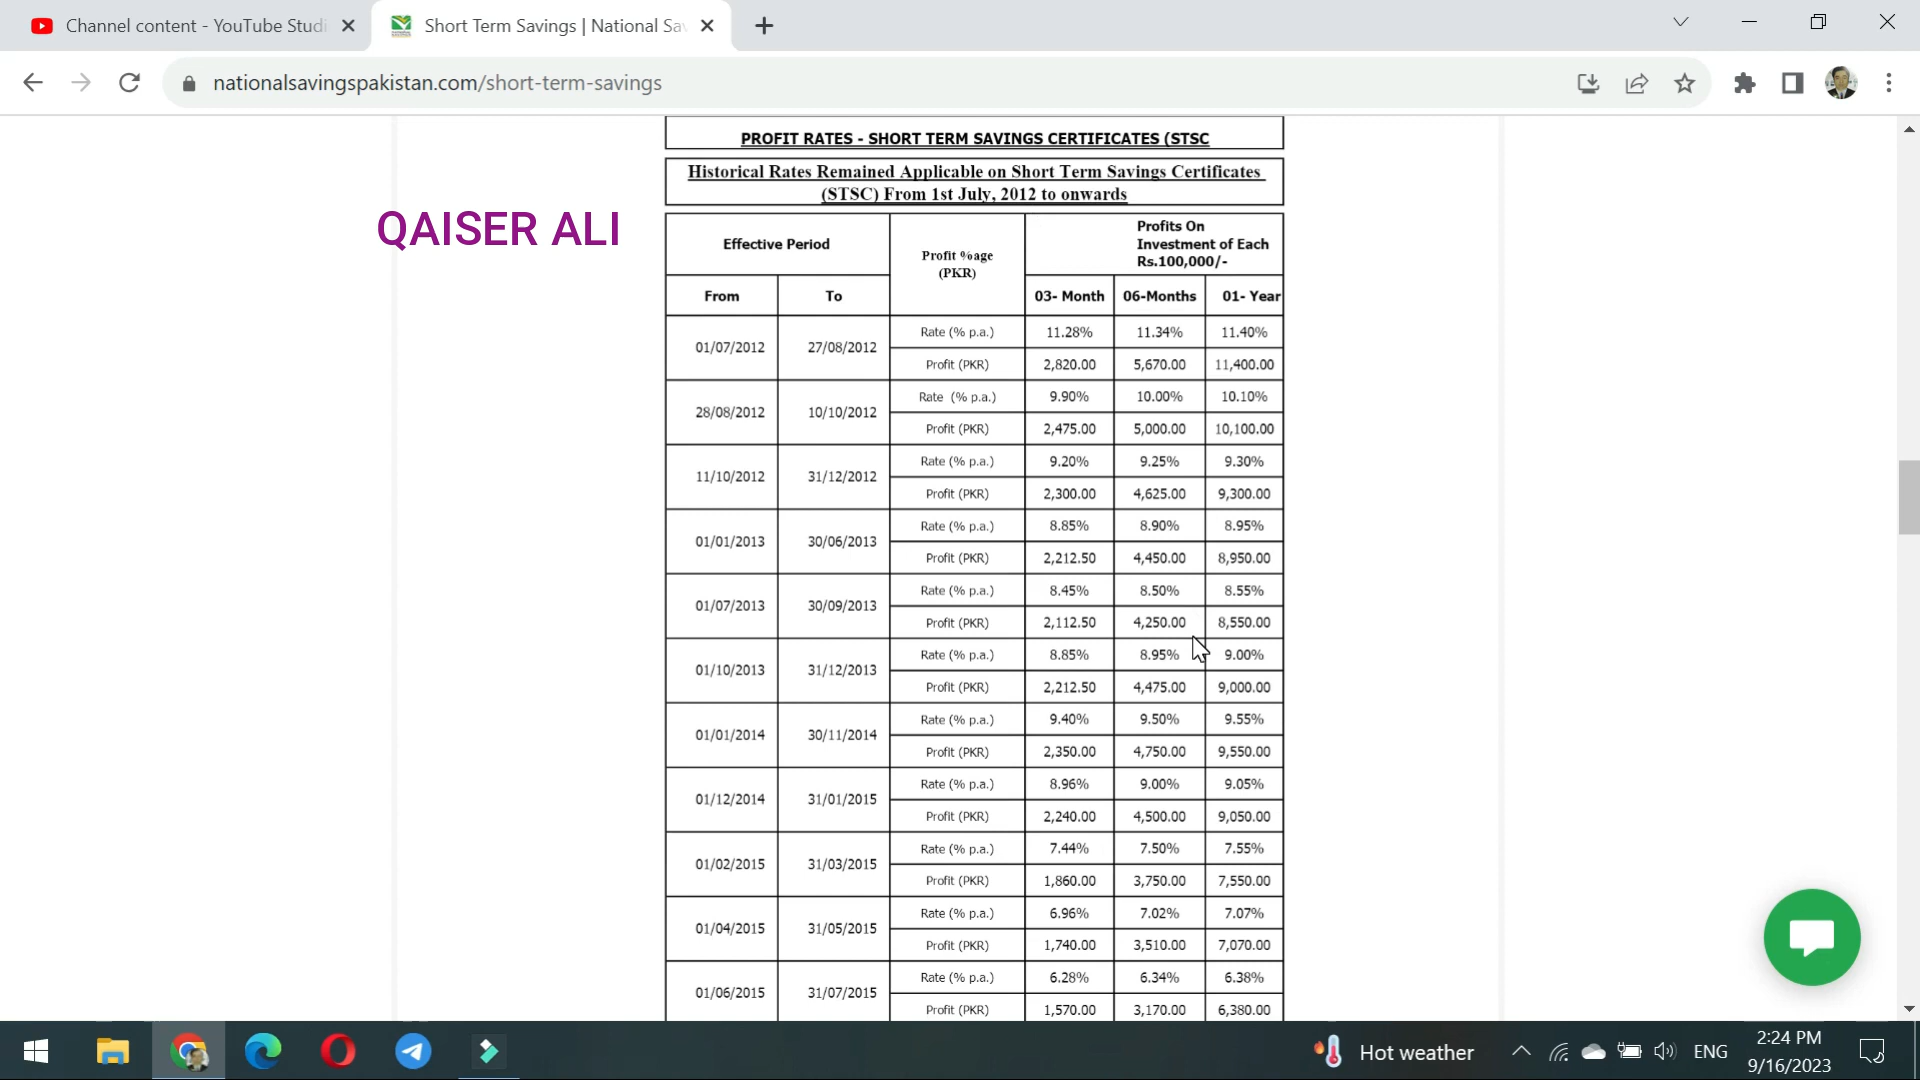 Channel content - YouTube Studi
Short Term Savings | National Sav
nationalsavingspakistan.com/short-term-savings
PROFIT RATES - SHORT TERM SAVINGS CERTIFICATES (STSC
Historical Rates Remained Applicable on Short Term Savings Certificates
(STSC) From 1st July, 2012 to onwards
QAISER ALI
Effective Period
Profit %age
(PKR)
Profits On
Investment of Each
Rs.100,000/-
From To 03- Month 06-Months 01- Year
01/07/2012 27/08/2012
Rate (% p.a.) 11.28% 11.34% 11.40%
Profit (PKR) 2,820.00 5,670.00 11,400.00
28/08/2012 10/10/2012
Rate (% p.a.) 9.90% 10.00% 10.10%
Profit (PKR) 2,475.00 5,000.00 10,100.00
11/10/2012 31/12/2012
Rate (% p.a.) 9.20% 9.25% 9.30%
Profit (PKR) 2,300.00 4,625.00 9,300.00
01/01/2013 30/06/2013
Rate (% p.a.) 8.85% 8.90% 8.95%
Profit (PKR) 2,212.50 4,450.00 8,950.00
01/07/2013 30/09/2013
Rate (% p.a.) 8.45% 8.50% 8.55%
Profit (PKR) 2,112.50 4,250.00 8,550.00
01/10/2013 31/12/2013
Rate (% p.a.) 8.85% 8.95% 9.00%
Profit (PKR) 2,212.50 4,475.00 9,000.00
01/01/2014 30/11/2014
Rate (% p.a.) 9.40% 9.50% 9.55%
Profit (PKR) 2,350.00 4,750.00 9,550.00
01/12/2014 31/01/2015
Rate (% p.a.) 8.96% 9.00% 9.05%
Profit (PKR) 2,240.00 4,500.00 9,050.00
01/02/2015 31/03/2015
Rate (% p.a.) 7.44% 7.50% 7.55%
Profit (PKR) 1,860.00 3,750.00 7,550.00
01/04/2015 31/05/2015
Rate (% p.a.) 6.96% 7.02% 7.07%
Profit (PKR) 1,740.00 3,510.00 7,070.00
01/06/2015 31/07/2015
Rate (% p.a.) 6.28% 6.34% 6.38%
Profit (PKR) 1,570.00 3,170.00 6,380.00
Hot weather
ENG
2:24 PM
9/16/2023